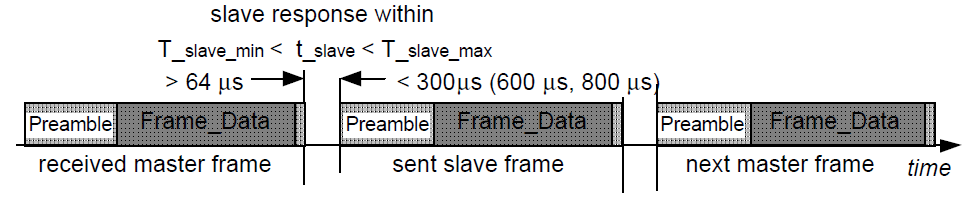 slave response within
T_slave_min < t_slave < T_slave_max
> 64 μs < 300μs (600 μs, 800 μs)
Preamble Frame_Data Preamble Frame_Data Preamble Frame_Data
received master frame sent slave frame next master frame time